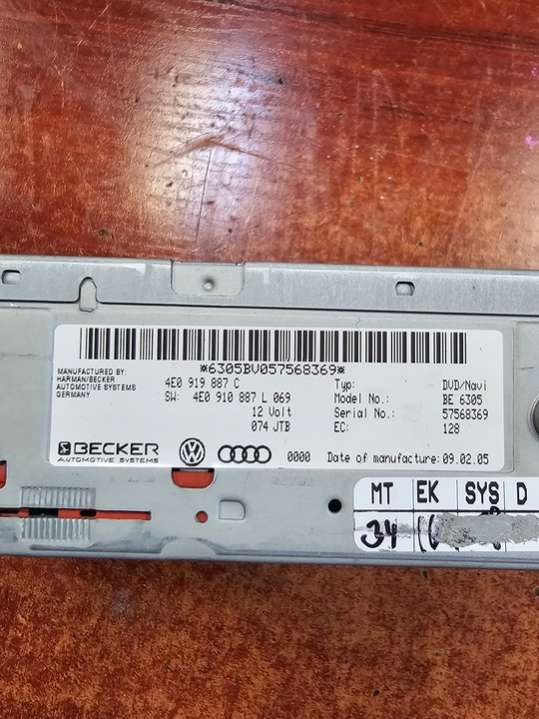 *6305BV057568369*
MANUFACTURED BY:
HARMAN/BECKER
AUTOMOTIVE SYSTEMS
GERMANY
4E0 919 887 C
SW: 4E0 910 887 L 069
12 Volt
074 JTB
Typ: DVD/Navi
Model No.: BE 6305
Serial No.: 57568369
EC: 128
BECKER
AUTOMOTIVE SYSTEMS
0000 Date of manufacture: 09.02.05
MT EK SYS D
34